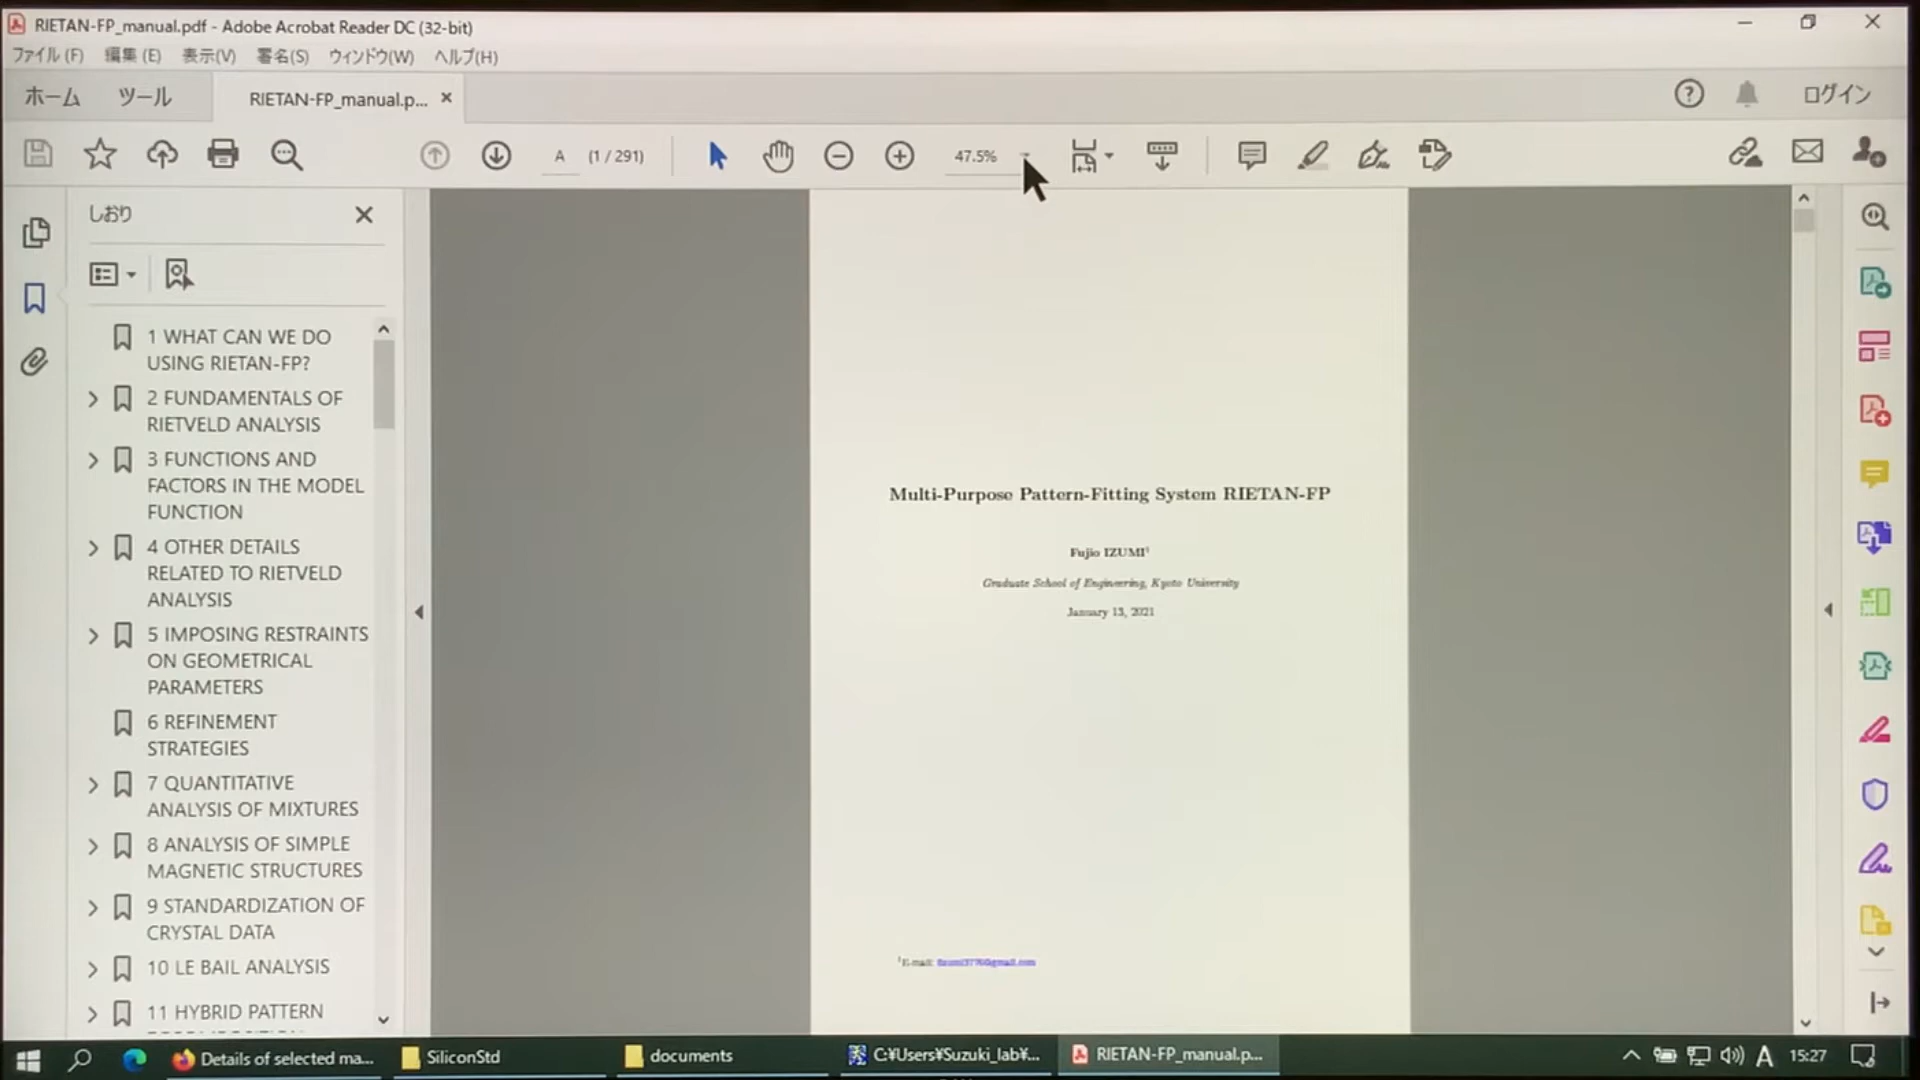 RIETAN-FP_manual.pdf - Adobe Acrobat Reader DC (32-bit)
ファイル(F) 編集(E) 表示(V) 署名(S) ウィンドウ(W) ヘルプ(H)
ホーム ツール RIETAN-FP_manual.p... ログイン
A (1 / 291) 47.5%
しおり
1 WHAT CAN WE DO
USING RIETAN-FP?
2 FUNDAMENTALS OF
RIETVELD ANALYSIS
3 FUNCTIONS AND
FACTORS IN THE MODEL
FUNCTION
4 OTHER DETAILS
RELATED TO RIETVELD
ANALYSIS
5 IMPOSING RESTRAINTS
ON GEOMETRICAL
PARAMETERS
6 REFINEMENT
STRATEGIES
7 QUANTITATIVE
ANALYSIS OF MIXTURES
8 ANALYSIS OF SIMPLE
MAGNETIC STRUCTURES
9 STANDARDIZATION OF
CRYSTAL DATA
10 LE BAIL ANALYSIS
11 HYBRID PATTERN
Multi-Purpose Pattern-Fitting System RIETAN-FP
Fujio IZUMI¹
Graduate School of Engineering, Kyoto University
January 13, 2021
¹E-mail:
Details of selected ma... SiliconStd documents C:¥Users¥Suzuki_lab¥... RIETAN-FP_manual.p... A 15:27